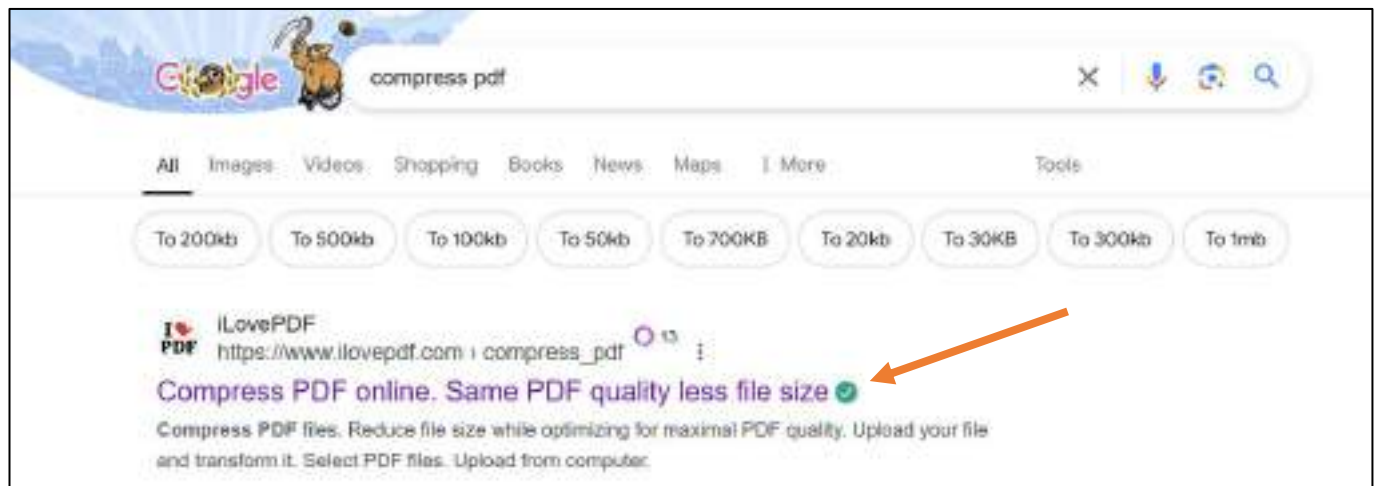 Google
compress pdf
All Images Videos Shopping Books News Maps More Tools
To 200kb To 500kb To 100kb To 50kb To 700KB To 20kb To 30KB To 300kb To 1mb
I PDF
iLovePDF
https://www.ilovepdf.com › compress_pdf 13
Compress PDF online. Same PDF quality less file size
Compress PDF files. Reduce file size while optimizing for maximal PDF quality. Upload your file
and transform it. Select PDF files. Upload from computer.